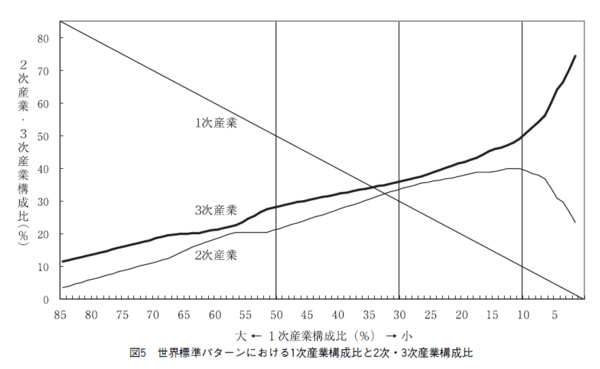 2次産業・3次産業構成比(%)
80
70
60
50
40
30
20
10
0
1次産業
3次産業
2次産業
85 80 75 70 65 60 55 50 45 40 35 30 25 20 15 10 5
大 ← 1次産業構成比(%) → 小
図5 世界標準パターンにおける1次産業構成比と2次・3次産業構成比